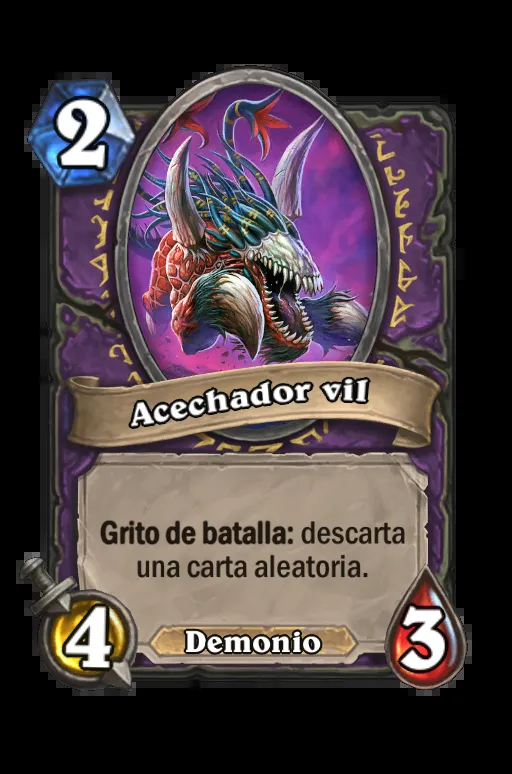 2
Acechador vil
Grito de batalla: descarta
una carta aleatoria.
4
Demonio
3